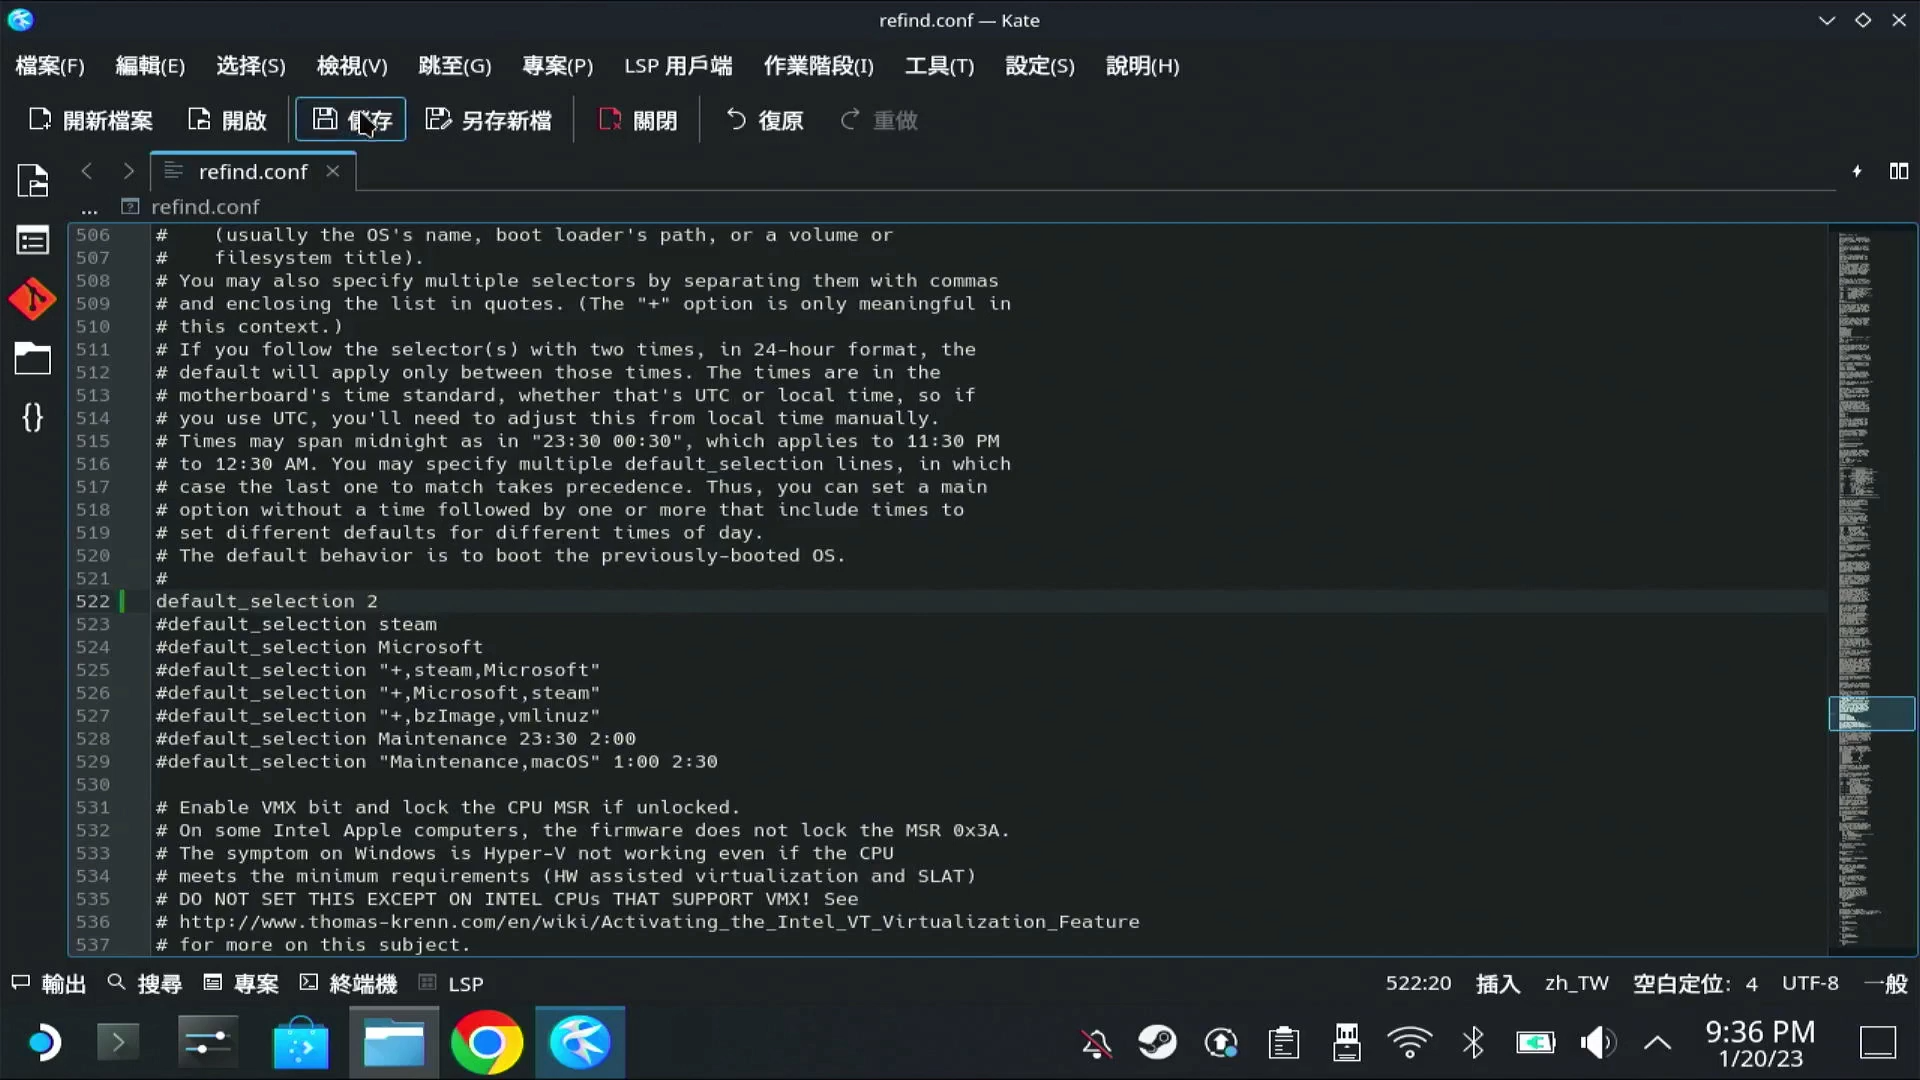 refind.conf — Kate
檔案(F) 編輯(E) 选择(S) 檢視(V) 跳至(G) 專案(P) LSP 用戶端 作業階段(I) 工具(T) 設定(S) 說明(H)
開新檔案 開啟 儲存 另存新檔 關閉 復原 重做
refind.conf
... refind.conf
506 #    (usually the OS's name, boot loader's path, or a volume or
507 #    filesystem title).
508 # You may also specify multiple selectors by separating them with commas
509 # and enclosing the list in quotes. (The "+" option is only meaningful in
510 # this context.)
511 # If you follow the selector(s) with two times, in 24-hour format, the
512 # default will apply only between those times. The times are in the
513 # motherboard's time standard, whether that's UTC or local time, so if
514 # you use UTC, you'll need to adjust this from local time manually.
515 # Times may span midnight as in "23:30 00:30", which applies to 11:30 PM
516 # to 12:30 AM. You may specify multiple default_selection lines, in which
517 # case the last one to match takes precedence. Thus, you can set a main
518 # option without a time followed by one or more that include times to
519 # set different defaults for different times of day.
520 # The default behavior is to boot the previously-booted OS.
521 #
522 default_selection 2
523 #default_selection steam
524 #default_selection Microsoft
525 #default_selection "+,steam,Microsoft"
526 #default_selection "+,Microsoft,steam"
527 #default_selection "+,bzImage,vmlinuz"
528 #default_selection Maintenance 23:30 2:00
529 #default_selection "Maintenance,macOS" 1:00 2:30
530
531 # Enable VMX bit and lock the CPU MSR if unlocked.
532 # On some Intel Apple computers, the firmware does not lock the MSR 0x3A.
533 # The symptom on Windows is Hyper-V not working even if the CPU
534 # meets the minimum requirements (HW assisted virtualization and SLAT)
535 # DO NOT SET THIS EXCEPT ON INTEL CPUs THAT SUPPORT VMX! See
536 # http://www.thomas-krenn.com/en/wiki/Activating_the_Intel_VT_Virtualization_Feature
537 # for more on this subject.
輸出 搜尋 專案 終端機 LSP 522:20 插入 zh_TW 空白定位: 4 UTF-8 一般
9:36 PM
1/20/23